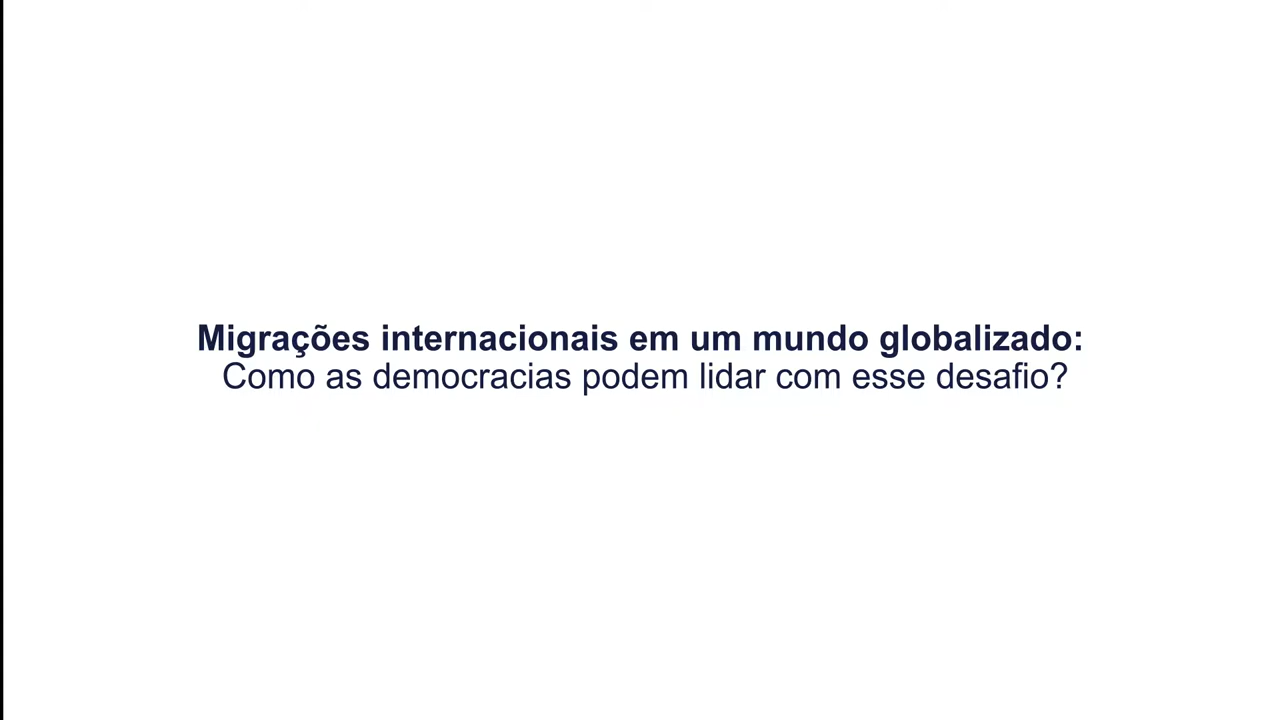 Migrações internacionais em um mundo globalizado:
Como as democracias podem lidar com esse desafio?